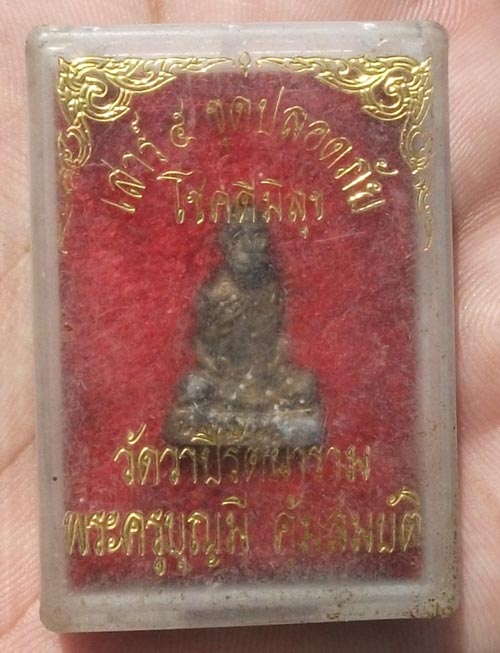 เสาร์ ๕ ชุดปลอดภัย
โชคดีมีสุข
วัดวาปีรัตนาราม
พระครูบุญมี คุ้มสมบัติ